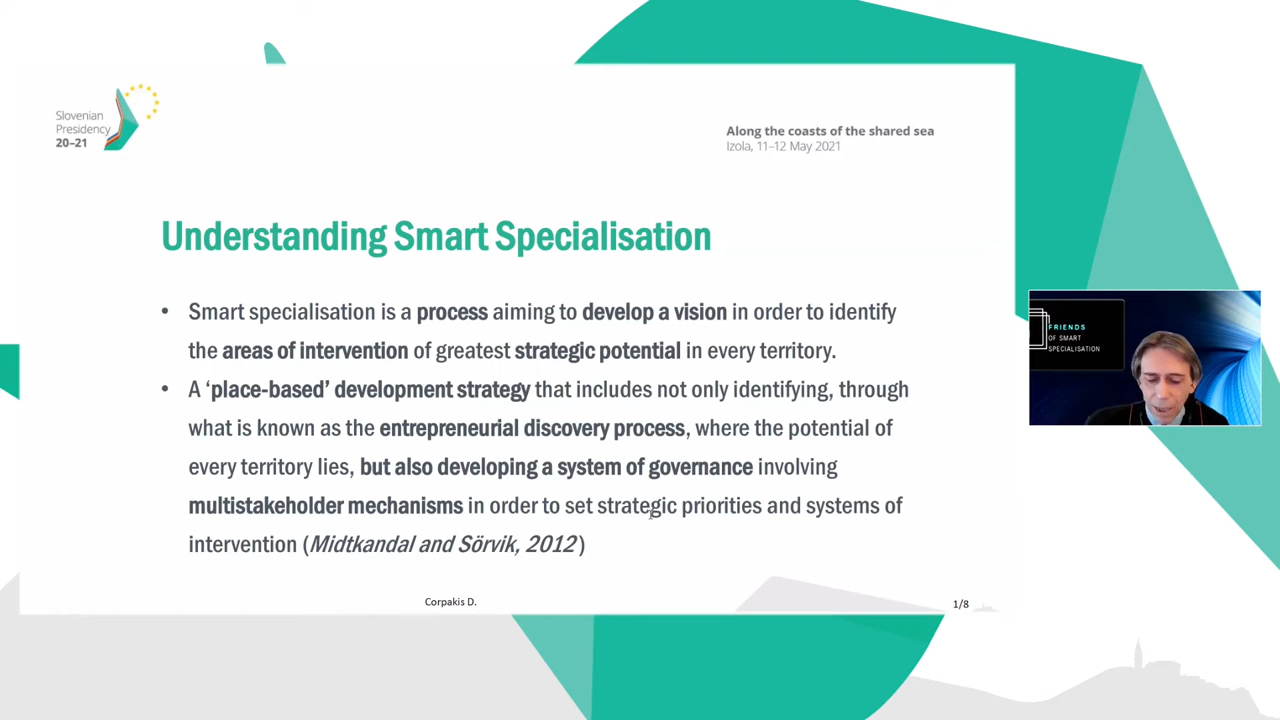 Slovenian
Presidency
20–21
Along the coasts of the shared sea
Izola, 11–12 May 2021
Understanding Smart Specialisation
• Smart specialisation is a process aiming to develop a vision in order to identify
the areas of intervention of greatest strategic potential in every territory.
• A ‘place-based’ development strategy that includes not only identifying, through
what is known as the entrepreneurial discovery process, where the potential of
every territory lies, but also developing a system of governance involving
multistakeholder mechanisms in order to set strategic priorities and systems of
intervention (Midtkandal and Sörvik, 2012)
Corpakis D.
1/8
FRIENDS
OF SMART
SPECIALISATION